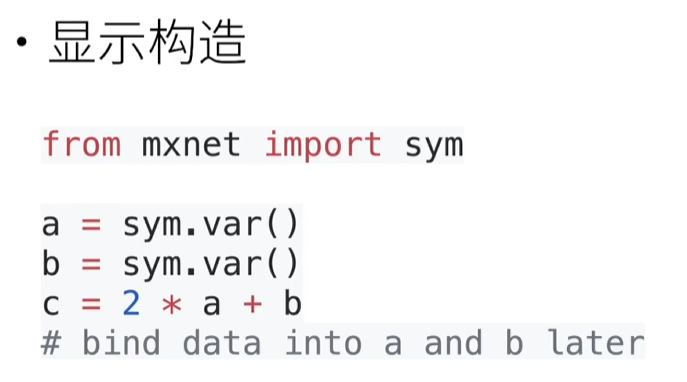 • 显示构造
from mxnet import sym
a = sym.var()
b = sym.var()
c = 2 * a + b
# bind data into a and b later